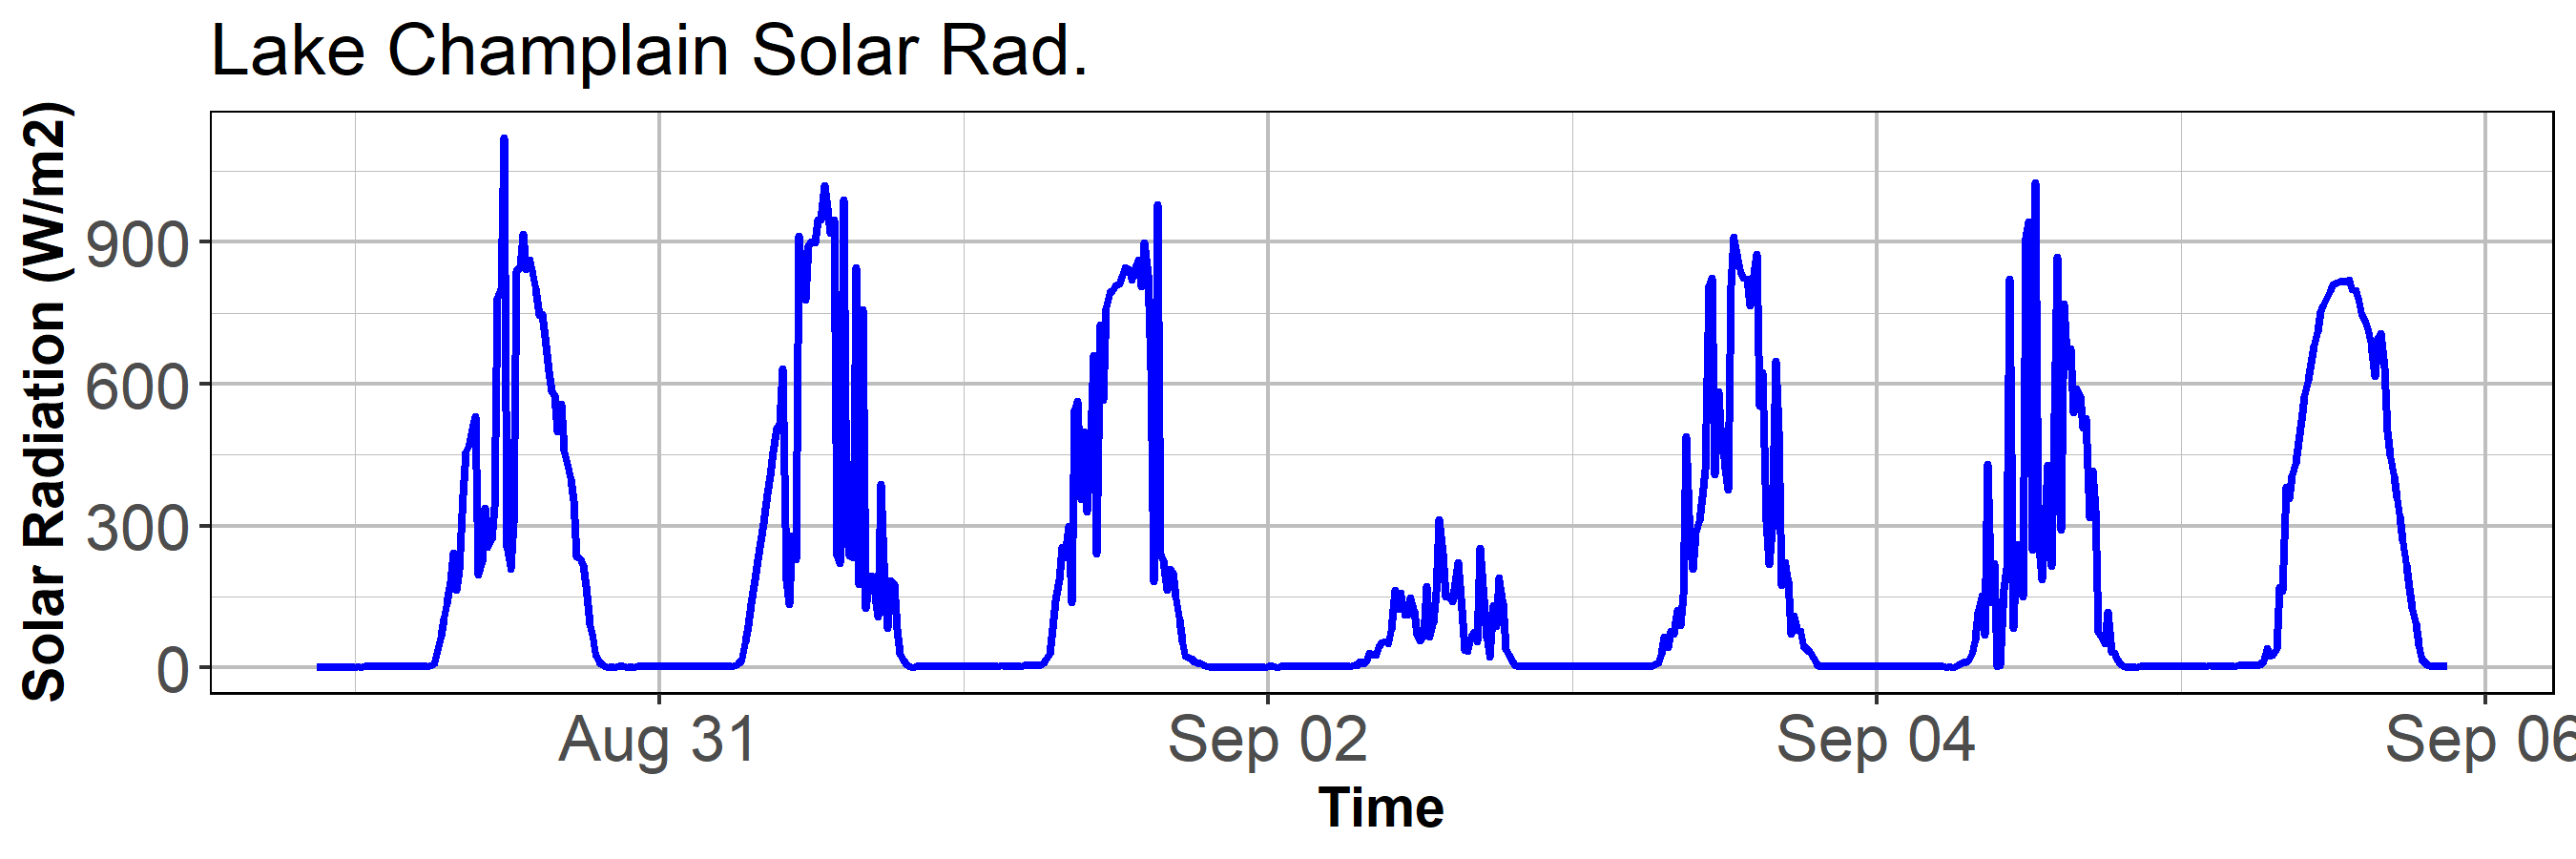 Lake Champlain Solar Rad.
Solar Radiation (W/m2)
900
600
300
0
Aug 31 Sep 02 Sep 04 Sep 06
Time